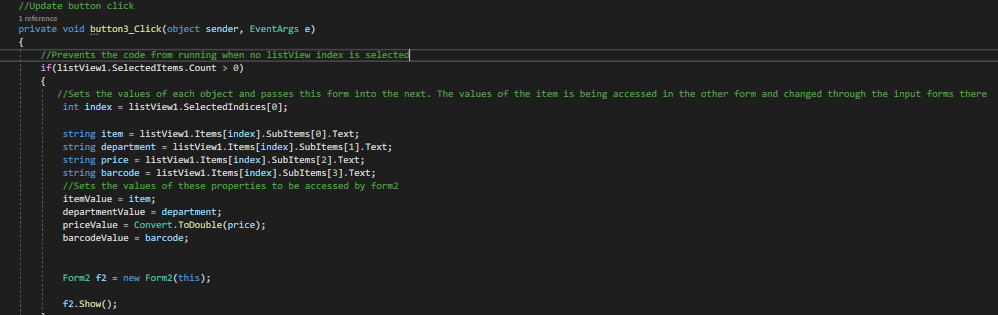 //Update button click
1 reference
private void button3_Click(object sender, EventArgs e)
{
//Prevents the code from running when no listView index is selected
if(listView1.SelectedItems.Count > 0)
{
//Sets the values of each object and passes this form into the next. The values of the item is being accessed in the other form and changed through the input forms there
int index = listView1.SelectedIndices[0];
string item = listView1.Items[index].SubItems[0].Text;
string department = listView1.Items[index].SubItems[1].Text;
string price = listView1.Items[index].SubItems[2].Text;
string barcode = listView1.Items[index].SubItems[3].Text;
//Sets the values of these properties to be accessed by form2
itemValue = item;
departmentValue = department;
priceValue = Convert.ToDouble(price);
barcodeValue = barcode;
Form2 f2 = new Form2(this);
f2.Show();